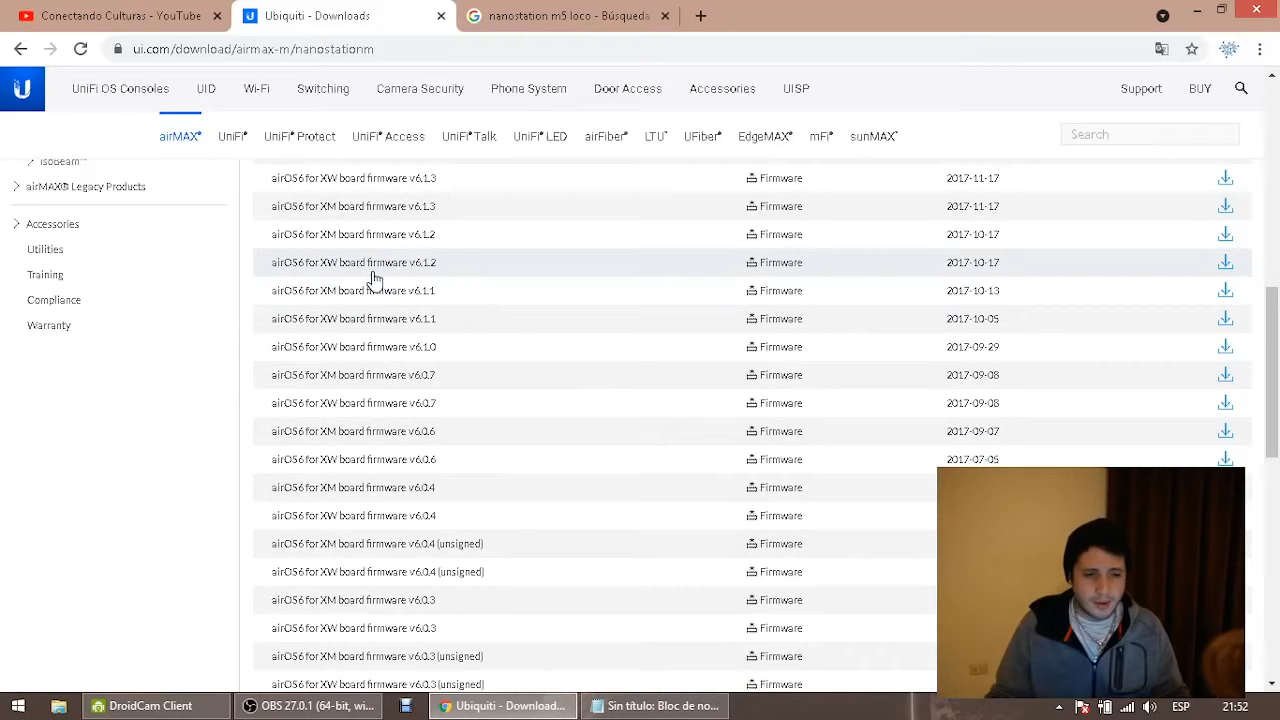 Conectando Culturas - YouTube
Ubiquiti - Downloads
nanostation m5 loco - Búsqueda
ui.com/download/airmax-m/nanostationm
UniFi OS Consoles UID Wi-Fi Switching Camera Security Phone System Door Access Accessories UISP Support BUY
airMAX UniFi UniFi Protect UniFi Access UniFi Talk UniFi LED airFiber LTU UFiber EdgeMAX mFi sunMAX Search
isoBeam™
airMAX® Legacy Products
Accessories
Utilities
Training
Compliance
Warranty
airOS6 for XW board firmware v6.1.3 Firmware 2017-11-17
airOS6 for XM board firmware v6.1.3 Firmware 2017-11-17
airOS6 for XM board firmware v6.1.2 Firmware 2017-10-17
airOS6 for XW board firmware v6.1.2 Firmware 2017-10-17
airOS6 for XM board firmware v6.1.1 Firmware 2017-10-13
airOS6 for XW board firmware v6.1.1 Firmware 2017-10-05
airOS6 for XW board firmware v6.1.0 Firmware 2017-09-29
airOS6 for XM board firmware v6.0.7 Firmware 2017-09-08
airOS6 for XW board firmware v6.0.7 Firmware 2017-09-08
airOS6 for XM board firmware v6.0.6 Firmware 2017-09-07
airOS6 for XW board firmware v6.0.6 Firmware 2017-07-05
airOS6 for XM board firmware v6.0.4 Firmware
airOS6 for XW board firmware v6.0.4 Firmware
airOS6 for XM board firmware v6.0.4 (unsigned) Firmware
airOS6 for XW board firmware v6.0.4 (unsigned) Firmware
airOS6 for XM board firmware v6.0.3 Firmware
airOS6 for XW board firmware v6.0.3 Firmware
airOS6 for XM board firmware v6.0.3 (unsigned) Firmware
airOS6 for XW board firmware v6.0.3 (unsigned) Firmware
DroidCam Client
OBS 27.0.1 (64-bit, wi...
Ubiquiti - Download...
Sin título: Bloc de no...
ESP 21:52